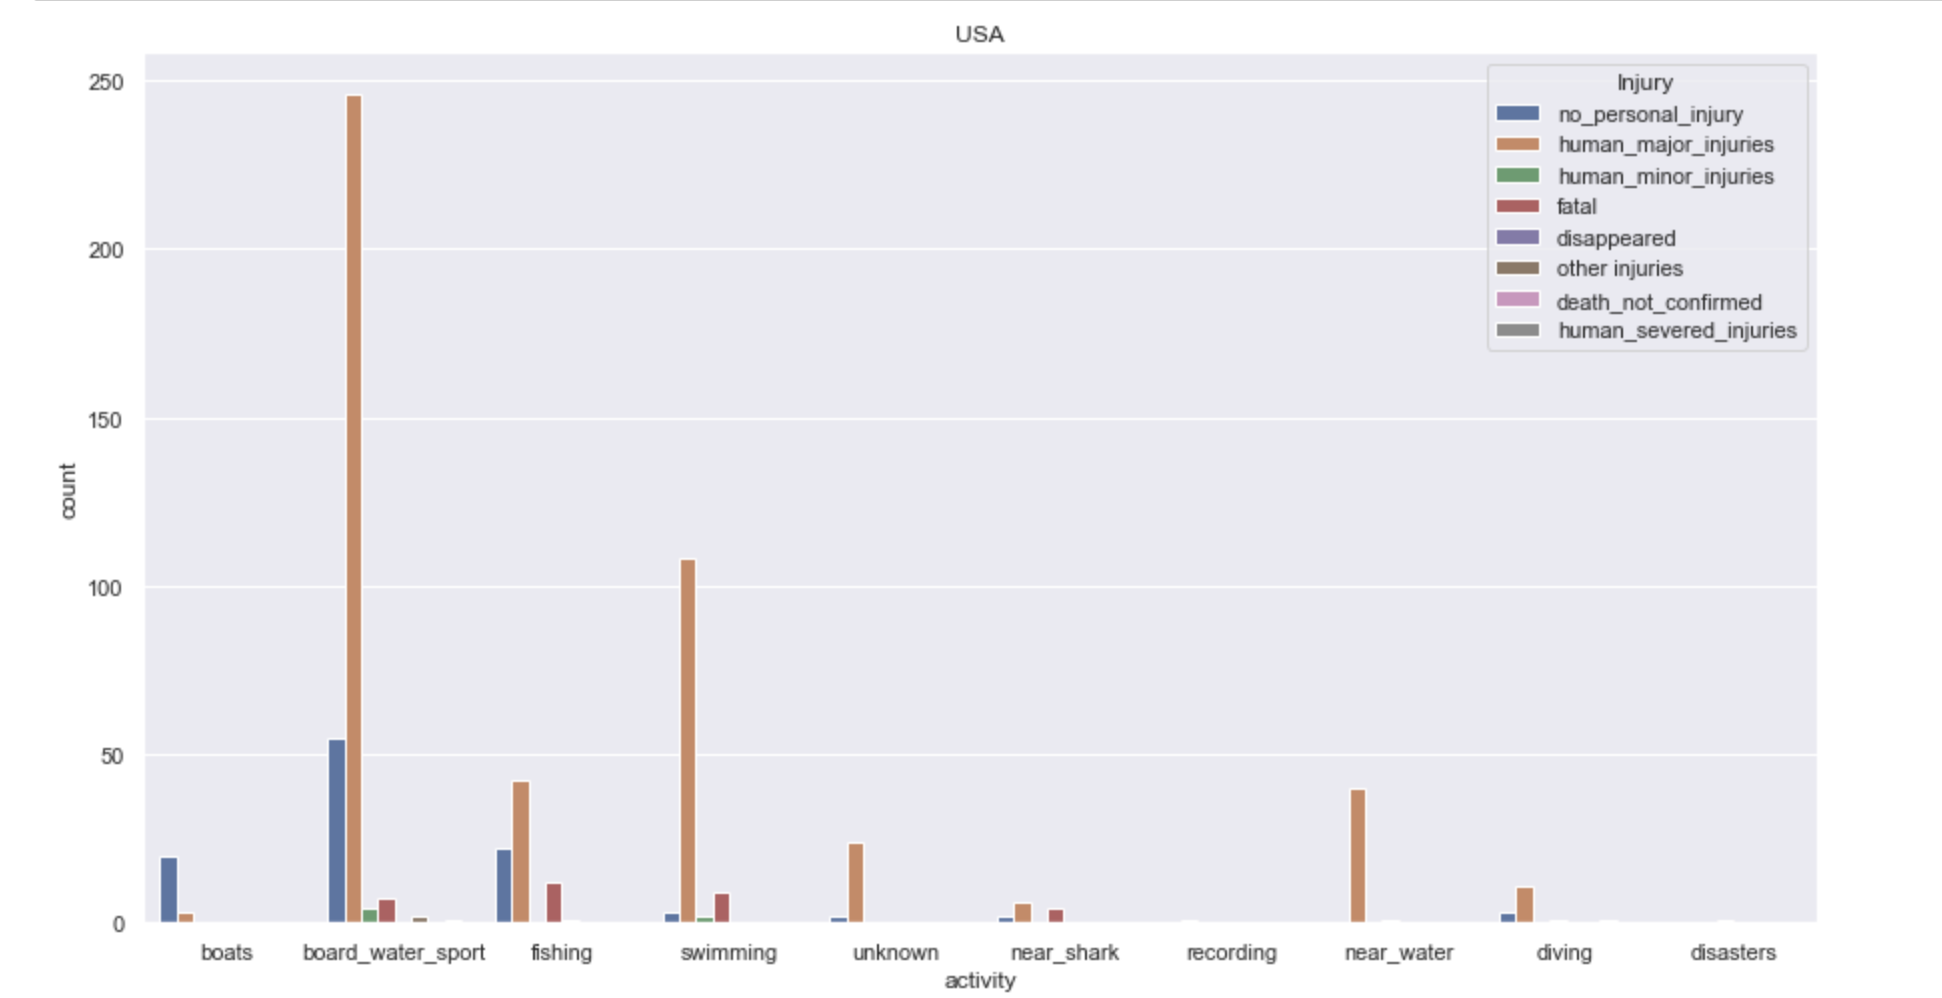 USA
250
200
150
100
50
0
count
Injury
no_personal_injury
human_major_injuries
human_minor_injuries
fatal
disappeared
other injuries
death_not_confirmed
human_severed_injuries
boats board_water_sport fishing swimming unknown near_shark recording near_water diving disasters
activity